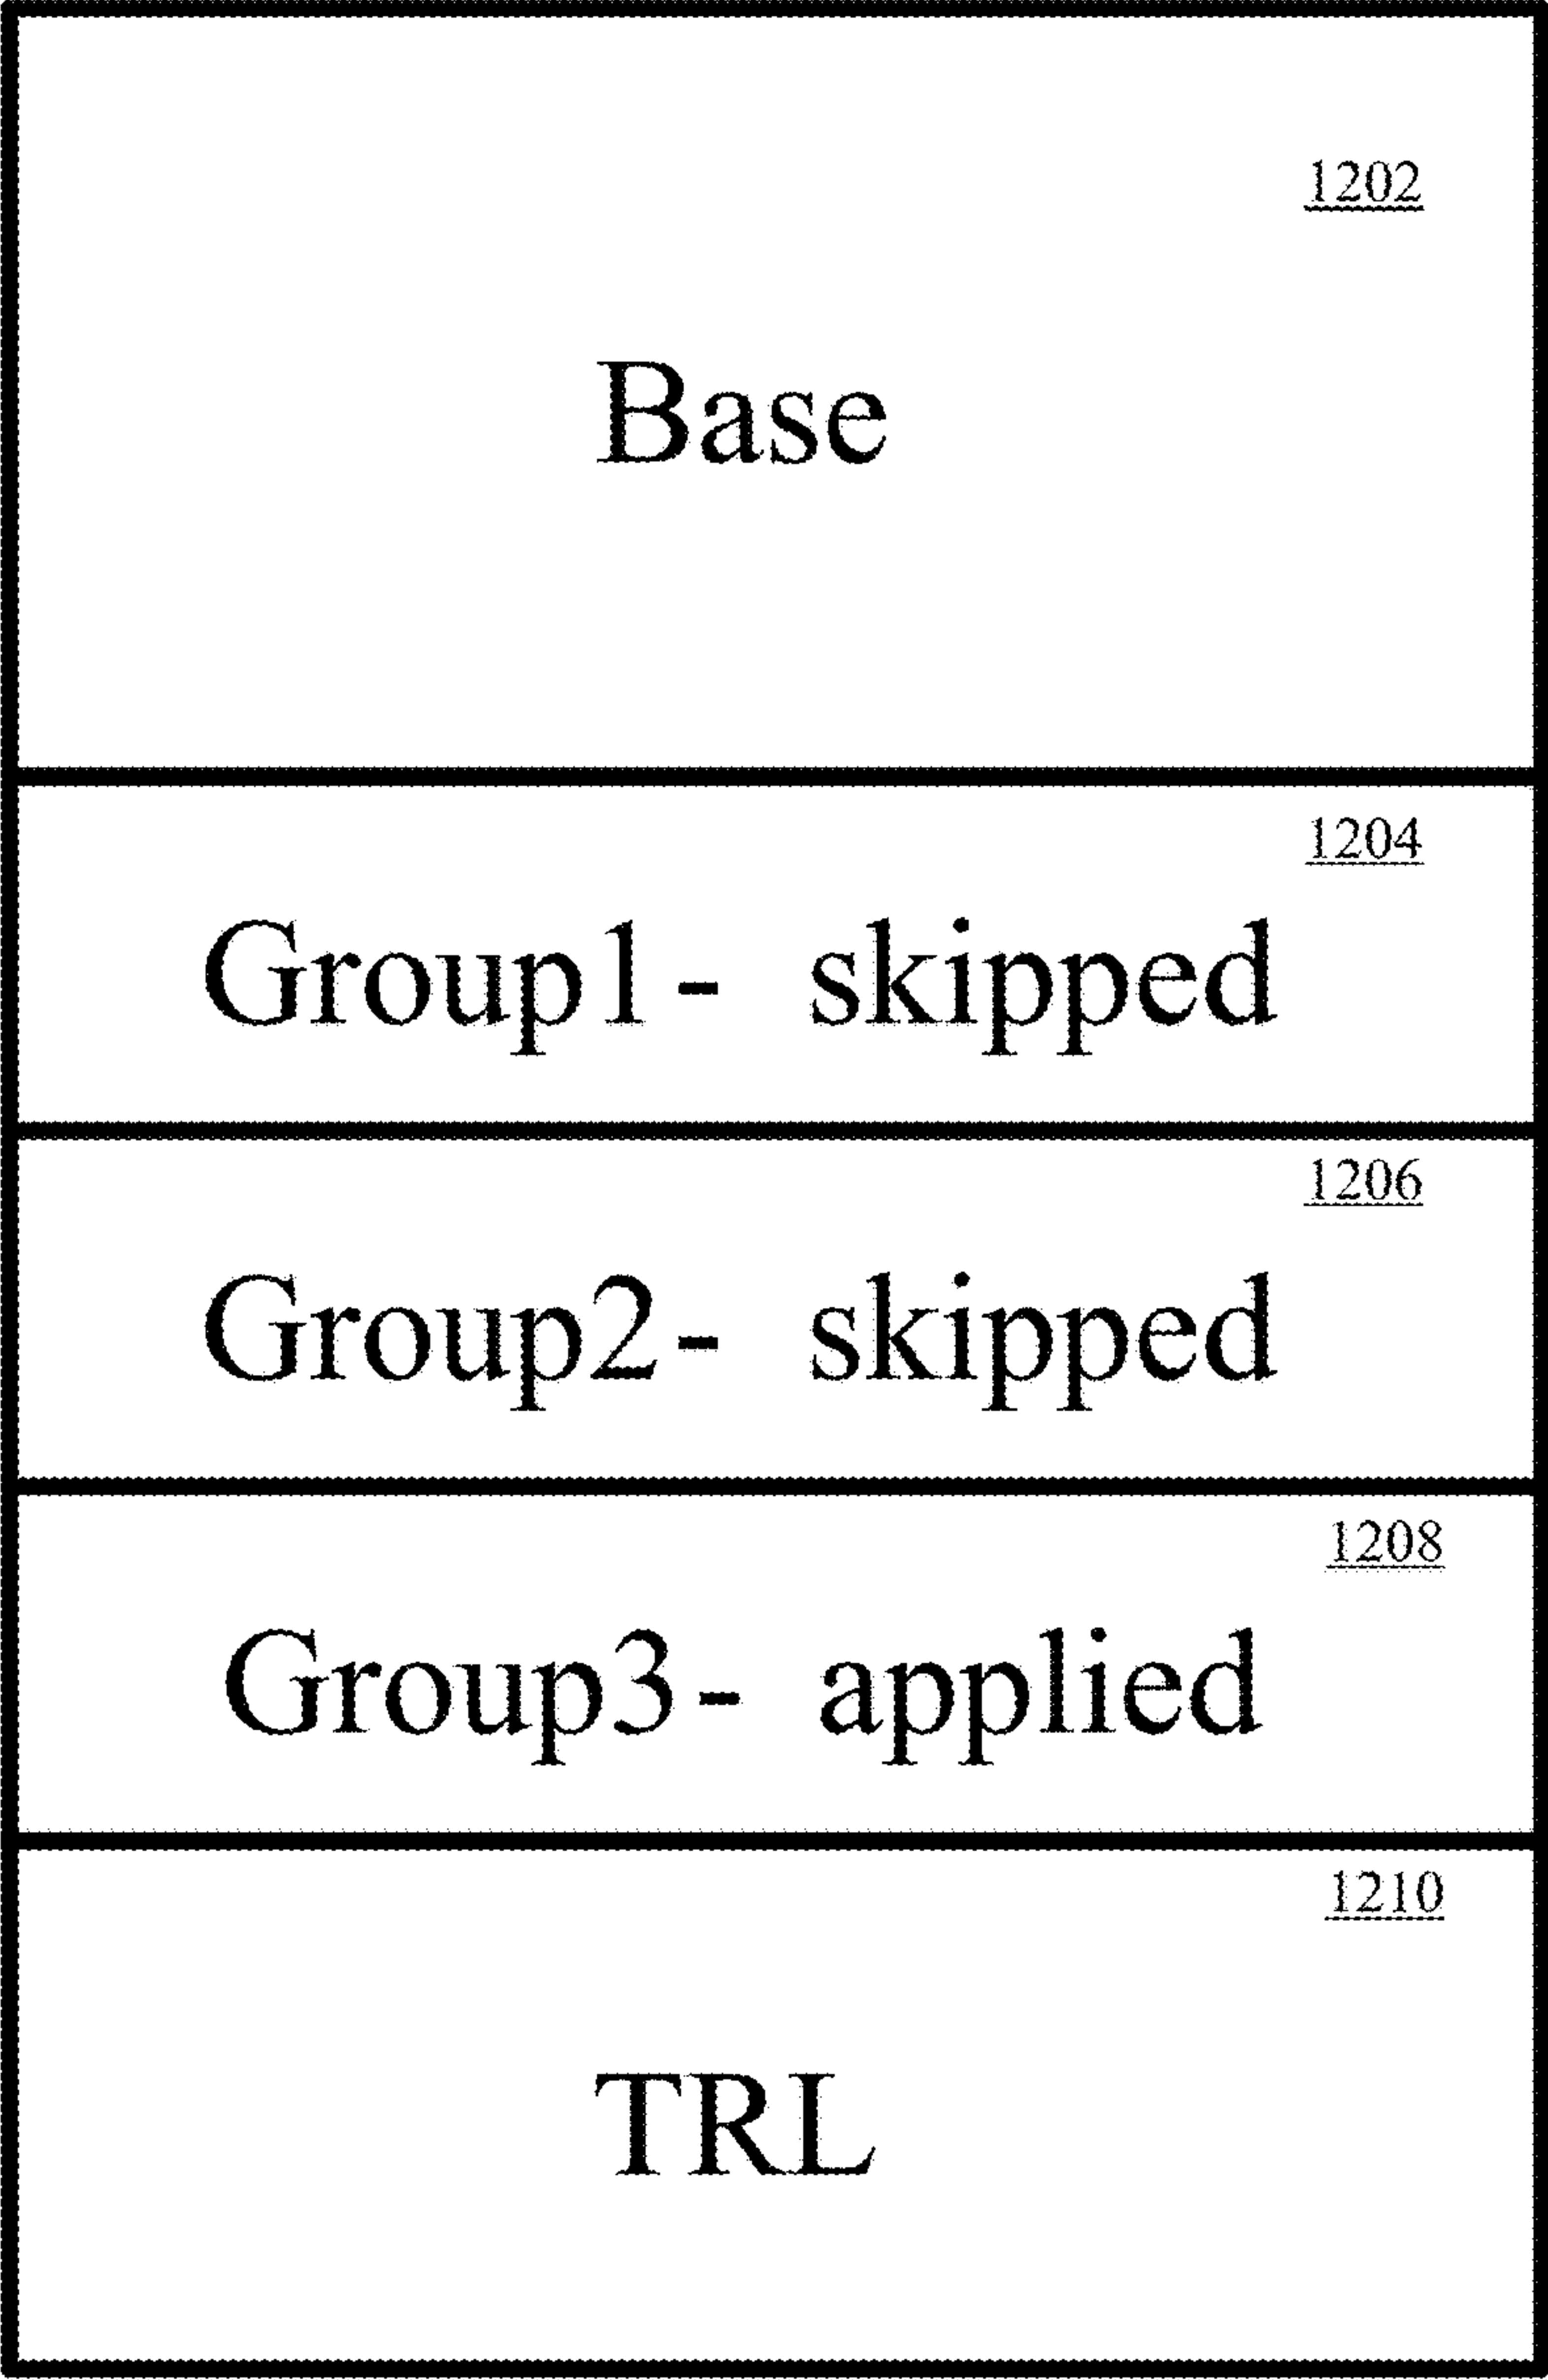 1202
Base
1204
Group1- skipped
1206
Group2- skipped
1208
Group3- applied
1210
TRL